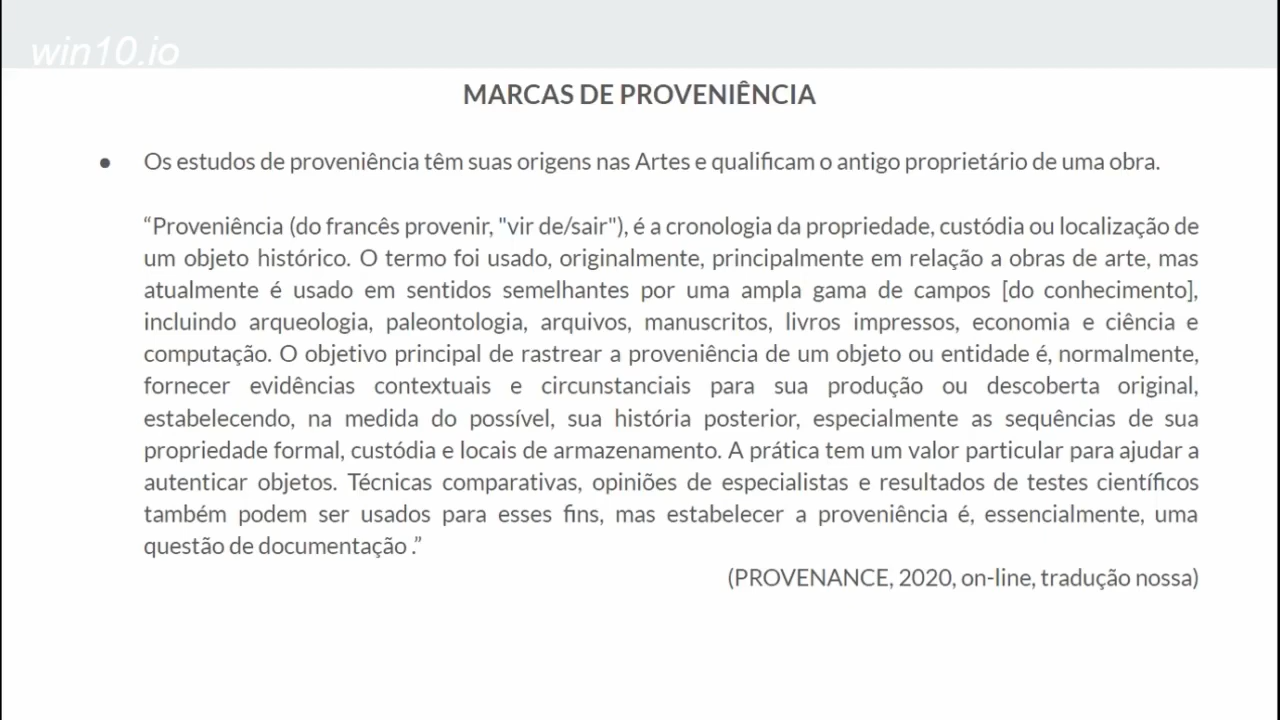 win10.io
MARCAS DE PROVENIÊNCIA
● Os estudos de proveniência têm suas origens nas Artes e qualificam o antigo proprietário de uma obra.
“Proveniência (do francês provenir, "vir de/sair"), é a cronologia da propriedade, custódia ou localização de
um objeto histórico. O termo foi usado, originalmente, principalmente em relação a obras de arte, mas
atualmente é usado em sentidos semelhantes por uma ampla gama de campos [do conhecimento],
incluindo arqueologia, paleontologia, arquivos, manuscritos, livros impressos, economia e ciência e
computação. O objetivo principal de rastrear a proveniência de um objeto ou entidade é, normalmente,
fornecer evidências contextuais e circunstanciais para sua produção ou descoberta original,
estabelecendo, na medida do possível, sua história posterior, especialmente as sequências de sua
propriedade formal, custódia e locais de armazenamento. A prática tem um valor particular para ajudar a
autenticar objetos. Técnicas comparativas, opiniões de especialistas e resultados de testes científicos
também podem ser usados para esses fins, mas estabelecer a proveniência é, essencialmente, uma
questão de documentação .”
(PROVENANCE, 2020, on-line, tradução nossa)